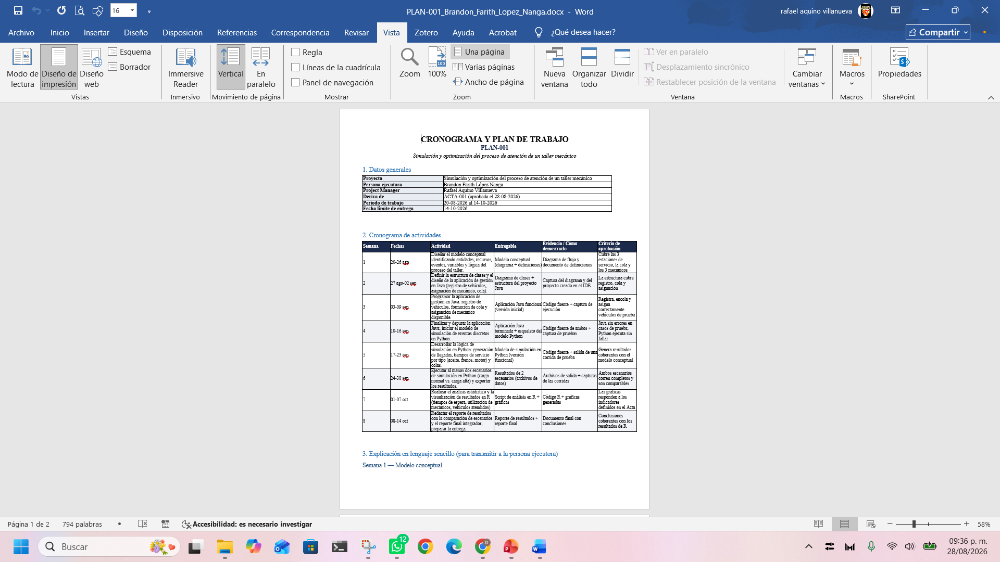 16
PLAN-001_Brandon_Farith_Lopez_Nanga.docx - Word
rafael aquino villanueva
Archivo Inicio Insertar Diseño Disposición Referencias Correspondencia Revisar Vista Zotero Ayuda Acrobat ¿Qué desea hacer? Compartir
Modo de lectura
Diseño de impresión
Diseño web
Esquema
Borrador
Vistas
Immersive Reader
Inmersivo
Vertical
En paralelo
Movimiento de página
Regla
Líneas de la cuadrícula
Panel de navegación
Mostrar
Zoom
100
100%
Una página
Varias páginas
Ancho de página
Zoom
Nueva ventana
Organizar todo
Dividir
Ver en paralelo
Desplazamiento sincrónico
Restablecer posición de la ventana
Cambiar ventanas
Ventana
Macros
Macros
Propiedades
SharePoint
CRONOGRAMA Y PLAN DE TRABAJO
PLAN-001
Simulación y optimización del proceso de atención de un taller mecánico
1. Datos generales
Proyecto Simulación y optimización del proceso de atención de un taller mecánico
Persona ejecutora Brandon Farith López Nanga
Project Manager Rafael Aquino Villanueva
Deriva de ACTA-001 (aprobada el 28-08-2026)
Periodo de trabajo 20-08-2026 al 14-10-2026
Fecha límite de entrega 14-10-2026
2. Cronograma de actividades
Semana Fechas Actividad Entregable Evidencia / Cómo demostrarlo Criterio de aprobación
1 20-26 ago Diseñar el modelo conceptual identificando entidades, recursos, eventos, variables y lógica del proceso del taller. Modelo conceptual (diagrama + definiciones) Diagrama de flujo y documento de definiciones Cubre las 3 estaciones de servicio, la cola y los 3 mecánicos
2 27 ago-02 sep Definir la estructura de clases y el diseño de la aplicación de gestión en Java (registro de vehículos, asignación de mecánico, cola). Diagrama de clases + estructura del proyecto Java Captura del diagrama y del proyecto creado en el IDE La estructura cubre registro, cola y asignación
3 03-09 sep Programar la aplicación de gestión en Java: registro de vehículos, formación de cola y asignación de mecánico disponible. Aplicación Java funcional (versión inicial) Código fuente + captura de ejecución Registra, encola y asigna correctamente vehículos de prueba
4 10-16 sep Finalizar y depurar la aplicación Java; iniciar el modelo de simulación de eventos discretos en Python. Aplicación Java terminada + esqueleto del modelo Python Código fuente de ambos + captura de pruebas Java sin errores en casos de prueba; Python ejecuta sin fallar
5 17-23 sep Desarrollar la lógica de simulación en Python: generación de llegadas, tiempos de servicio por tipo (aceite, frenos, motor) y colas. Modelo de simulación en Python (versión funcional) Código fuente + salida de una corrida de prueba Genera resultados coherentes con el modelo conceptual
6 24-30 sep Ejecutar al menos dos escenarios de simulación en Python (carga normal vs. carga alta) y exportar los resultados. Resultados de 2 escenarios (archivos de datos) Archivos de salida + capturas de las corridas Ambos escenarios corren completos y son comparables
7 01-07 oct Realizar el análisis estadístico y la visualización de resultados en R (tiempos de espera, utilización de mecánicos, vehículos atendidos). Script de análisis en R + gráficas Código R + gráficas generadas Las gráficas responden a los indicadores definidos en el Acta
8 08-14 oct Redactar el reporte de resultados con la comparación de escenarios y el reporte final integrador; preparar la entrega. Reporte de resultados + reporte final Documento final con conclusiones Conclusiones coherentes con los resultados de R
3. Explicación en lenguaje sencillo (para transmitir a la persona ejecutora)
Semana 1 — Modelo conceptual
Página 1 de 2 794 palabras Accesibilidad: es necesario investigar 58%
Buscar
12
09:36 p. m.
28/08/2026